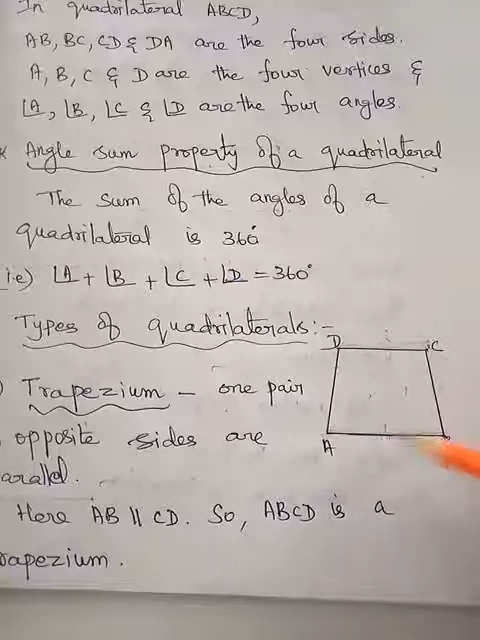 In quadrilateral ABCD,
AB, BC, CD & DA are the four sides.
A, B, C & D are the four vertices &
∠A, ∠B, ∠C & ∠D are the four angles.
Angle sum property of a quadrilateral
The sum of the angles of a
quadrilateral is 360°
i.e) ∠A + ∠B + ∠C + ∠D = 360°
Types of quadrilaterals:-
D C
) Trapezium - one pair
opposite sides are
A
arallel.
Here AB || CD. So, ABCD is a
rapezium.